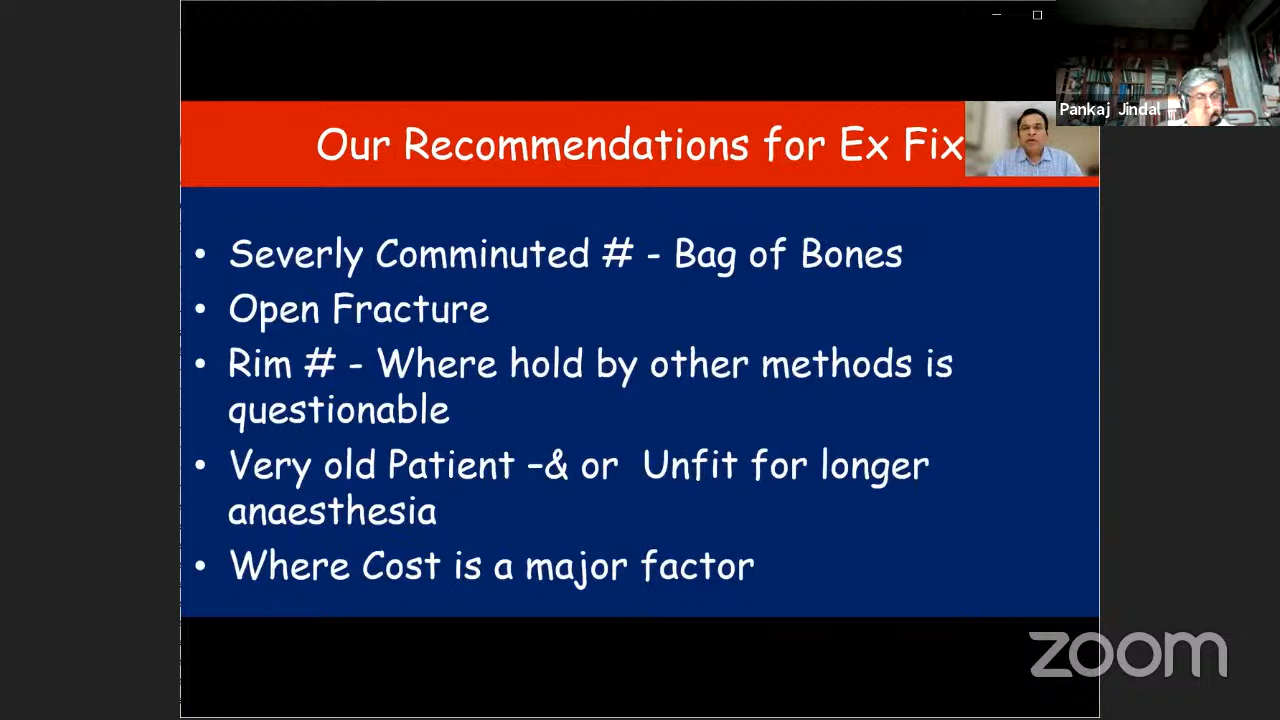 Pankaj Jindal
Our Recommendations for Ex Fix
• Severly Comminuted # - Bag of Bones
• Open Fracture
• Rim # - Where hold by other methods is
questionable
• Very old Patient -& or Unfit for longer
anaesthesia
• Where Cost is a major factor
zoom